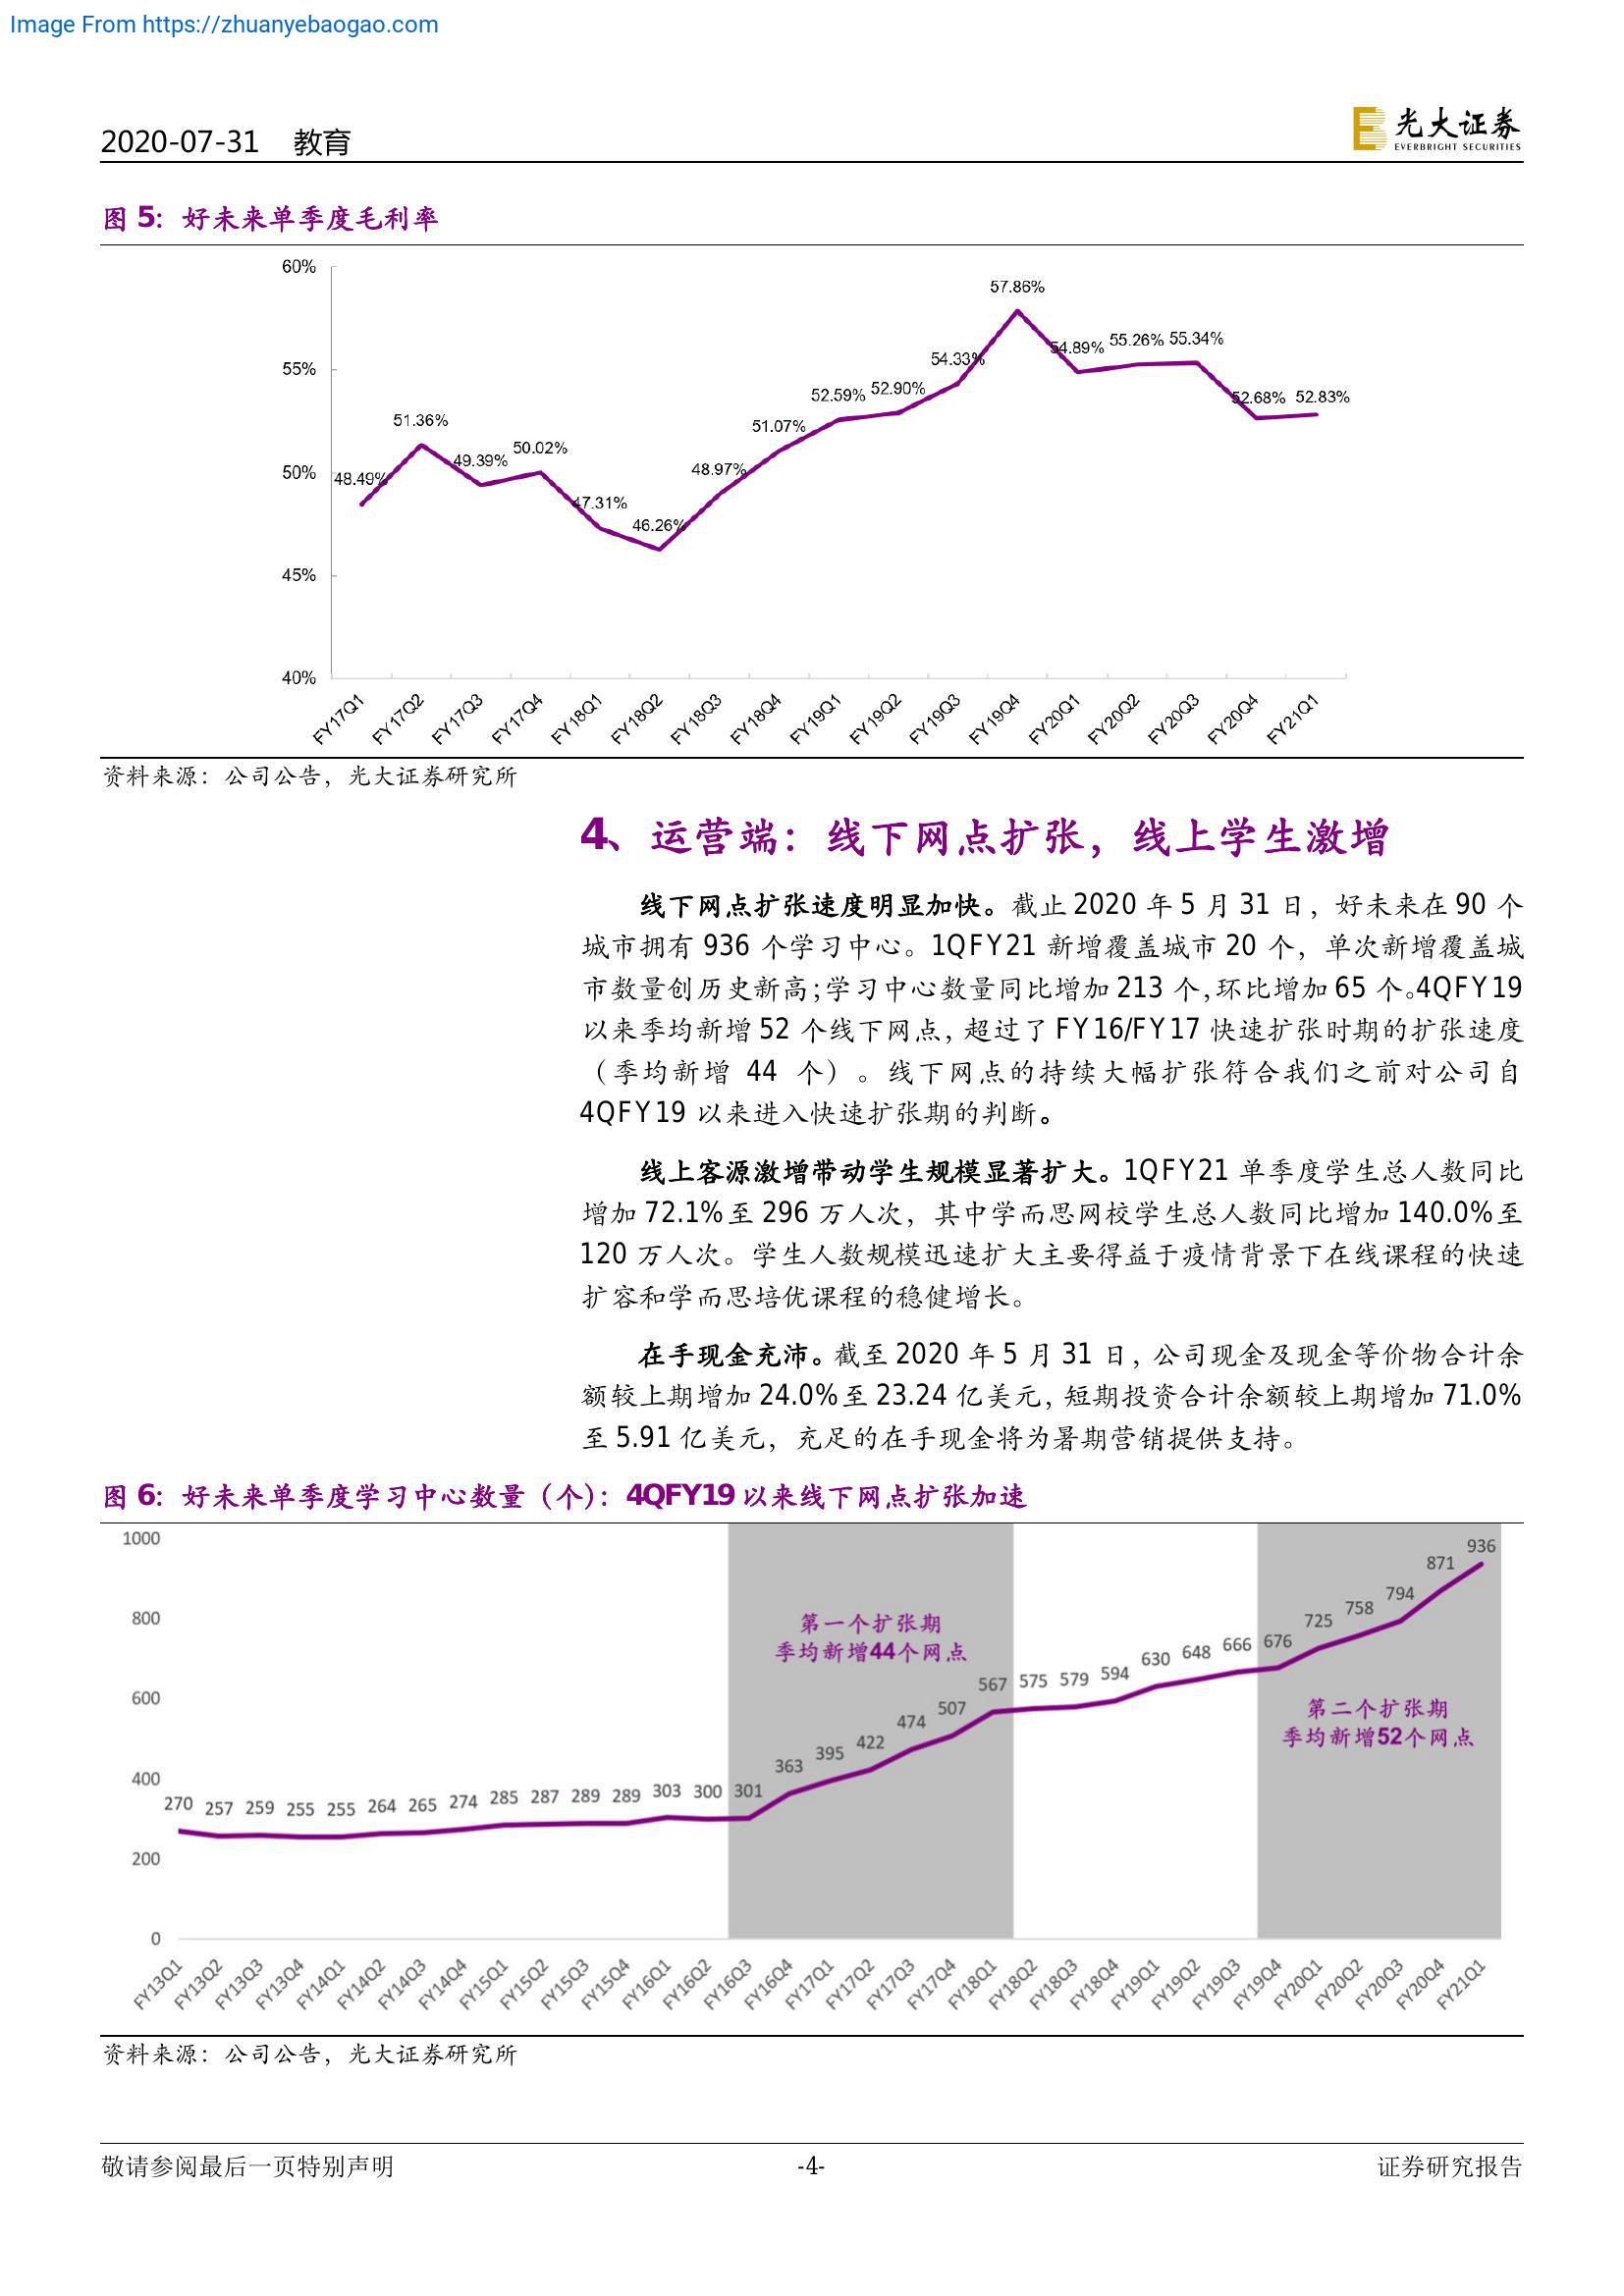 Image From https://zhuanyebaogao.com
2020-07-31 教育
光大证券
EVERBRIGHT SECURITIES
图 5：好未来单季度毛利率
60%
55%
50%
45%
40%
48.49%
51.36%
49.39%
50.02%
47.31%
46.26%
48.97%
51.07%
52.59%
52.90%
54.33%
57.86%
54.89%
55.26%
55.34%
52.68%
52.83%
FY17Q1
FY17Q2
FY17Q3
FY17Q4
FY18Q1
FY18Q2
FY18Q3
FY18Q4
FY19Q1
FY19Q2
FY19Q3
FY19Q4
FY20Q1
FY20Q2
FY20Q3
FY20Q4
FY21Q1
资料来源：公司公告，光大证券研究所
4、运营端：线下网点扩张，线上学生激增
线下网点扩张速度明显加快。截止 2020 年 5 月 31 日，好未来在 90 个
城市拥有 936 个学习中心。1QFY21 新增覆盖城市 20 个，单次新增覆盖城
市数量创历史新高;学习中心数量同比增加 213 个,环比增加 65 个。4QFY19
以来季均新增 52 个线下网点，超过了 FY16/FY17 快速扩张时期的扩张速度
（季均新增 44 个）。线下网点的持续大幅扩张符合我们之前对公司自
4QFY19 以来进入快速扩张期的判断。
线上客源激增带动学生规模显著扩大。1QFY21 单季度学生总人数同比
增加 72.1%至 296 万人次，其中学而思网校学生总人数同比增加 140.0%至
120 万人次。学生人数规模迅速扩大主要得益于疫情背景下在线课程的快速
扩容和学而思培优课程的稳健增长。
在手现金充沛。截至 2020 年 5 月 31 日，公司现金及现金等价物合计余
额较上期增加 24.0%至 23.24 亿美元，短期投资合计余额较上期增加 71.0%
至 5.91 亿美元，充足的在手现金将为暑期营销提供支持。
图 6：好未来单季度学习中心数量（个）：4QFY19 以来线下网点扩张加速
1000
800
600
400
200
0
270
257
259
255
255
264
265
274
285
287
289
289
303
300
301
363
395
422
474
507
567
575
579
594
630
648
666
676
725
758
794
871
936
第一个扩张期
季均新增44个网点
第二个扩张期
季均新增52个网点
FY13Q1
FY13Q2
FY13Q3
FY13Q4
FY14Q1
FY14Q2
FY14Q3
FY14Q4
FY15Q1
FY15Q2
FY15Q3
FY15Q4
FY16Q1
FY16Q2
FY16Q3
FY16Q4
FY17Q1
FY17Q2
FY17Q3
FY17Q4
FY18Q1
FY18Q2
FY18Q3
FY18Q4
FY19Q1
FY19Q2
FY19Q3
FY19Q4
FY20Q1
FY20Q2
FY20Q3
FY20Q4
FY21Q1
资料来源：公司公告，光大证券研究所
敬请参阅最后一页特别声明
-4-
证券研究报告